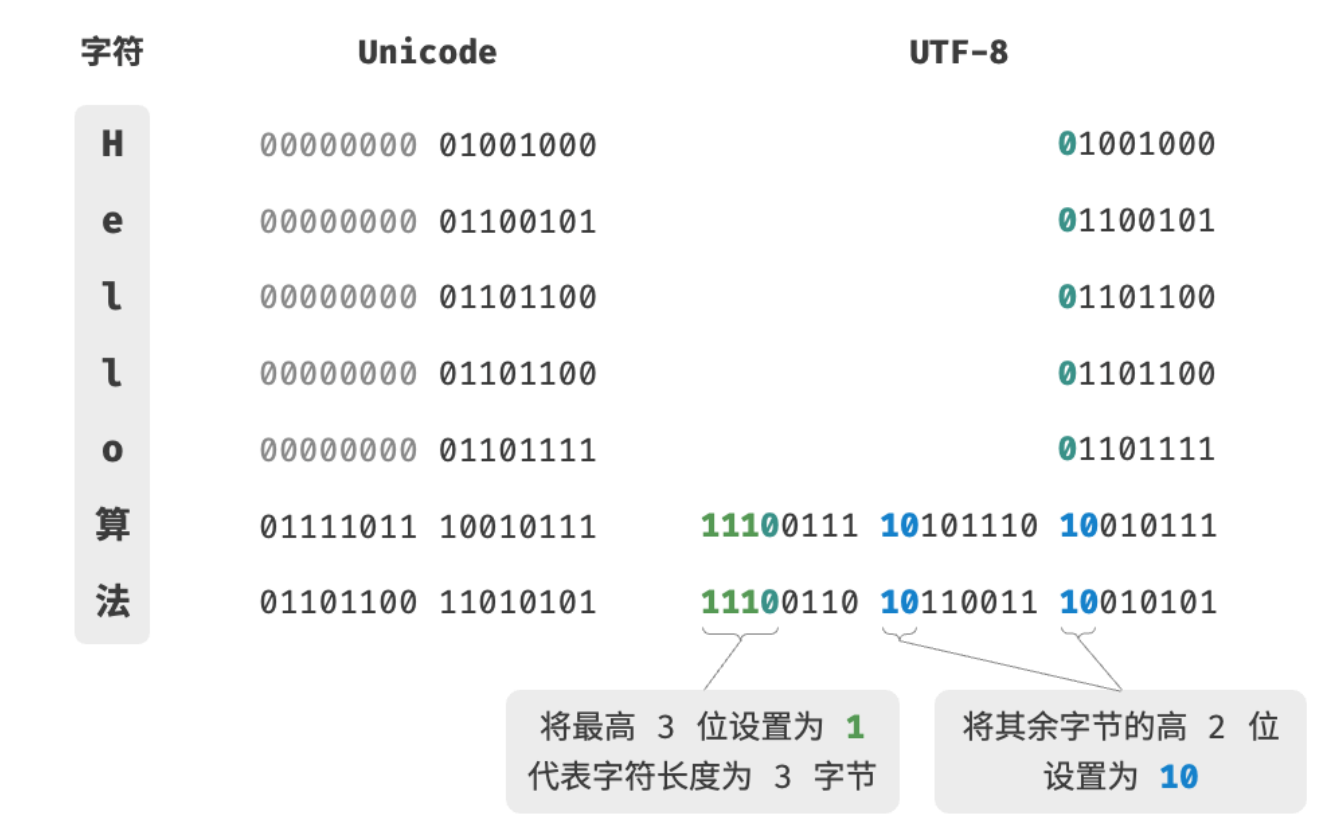 字符 Unicode UTF-8
H 00000000 01001000 01001000
e 00000000 01100101 01100101
l 00000000 01101100 01101100
l 00000000 01101100 01101100
o 00000000 01101111 01101111
算 01111011 10010111 11100111 10101110 10010111
法 01101100 11010101 11100110 10110011 10010101
将最高 3 位设置为 1
代表字符长度为 3 字节
将其余字节的高 2 位
设置为 10